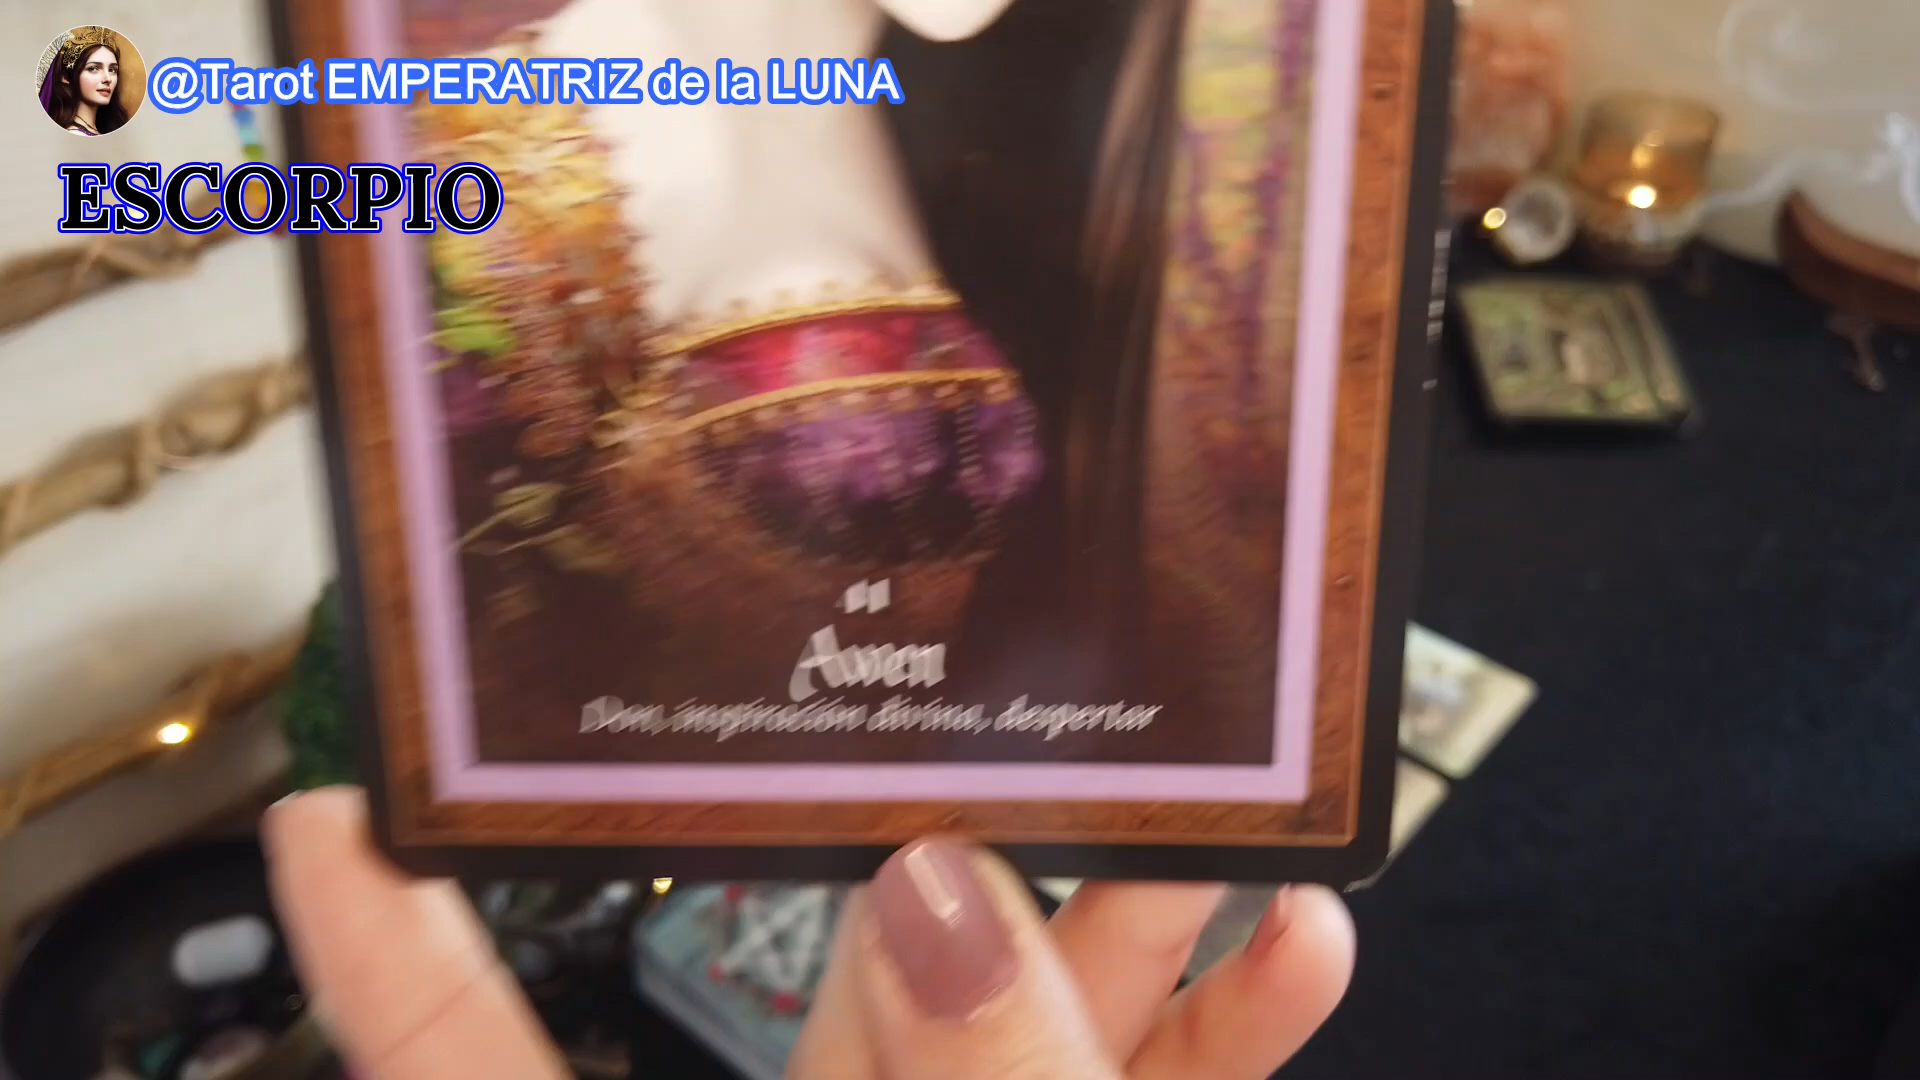 @Tarot EMPERATRIZ de la LUNA
ESCORPIO
Awen
Don, inspiración divina, despertar